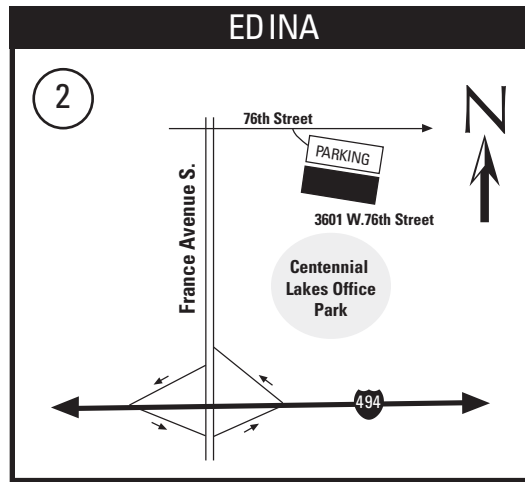 EDINA
2
N
76th Street
PARKING
3601 W.76th Street
France Avenue S.
Centennial
Lakes Office
Park
494